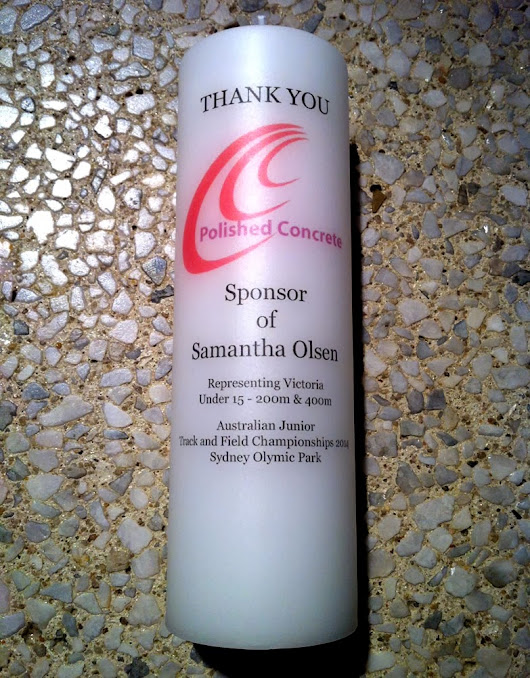 THANK YOU
Polished Concrete
Sponsor
of
Samantha Olsen
Representing Victoria
Under 15 - 200m & 400m
Australian Junior
Track and Field Championships 2014
Sydney Olymic Park